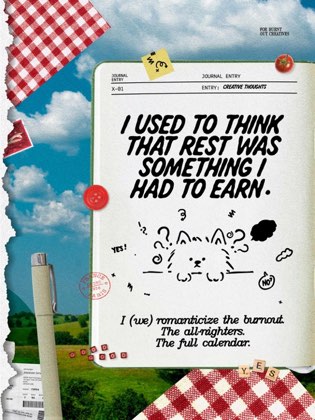 FOR BURNT
OUT CREATIVES
JOURNAL
ENTRY
JOURNAL ENTRY
X-01
ENTRY: CREATIVE THOUGHTS
I USED TO THINK
THAT REST WAS
SOMETHING I
HAD TO EARN.
YES!
NO!
I (we) romanticize the burnout.
The all-nighters.
The full calendar.
YES